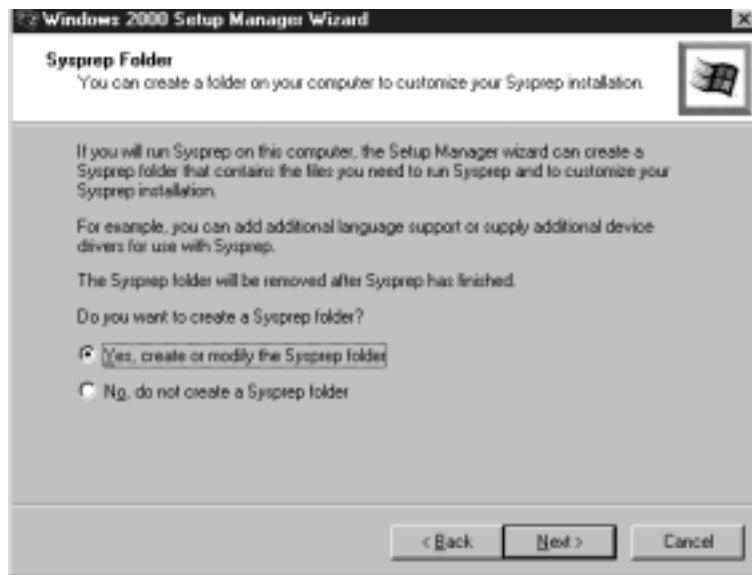 Windows 2000 Setup Manager Wizard
Sysprep Folder
You can create a folder on your computer to customize your Sysprep installation.
If you will run Sysprep on this computer, the Setup Manager wizard can create a
Sysprep folder that contains the files you need to run Sysprep and to customize your
Sysprep installation.
For example, you can add additional language support or supply additional device
drivers for use with Sysprep.
The Sysprep folder will be removed after Sysprep has finished.
Do you want to create a Sysprep folder?
Yes, create or modify the Sysprep folder
No, do not create a Sysprep folder
< Back Next > Cancel